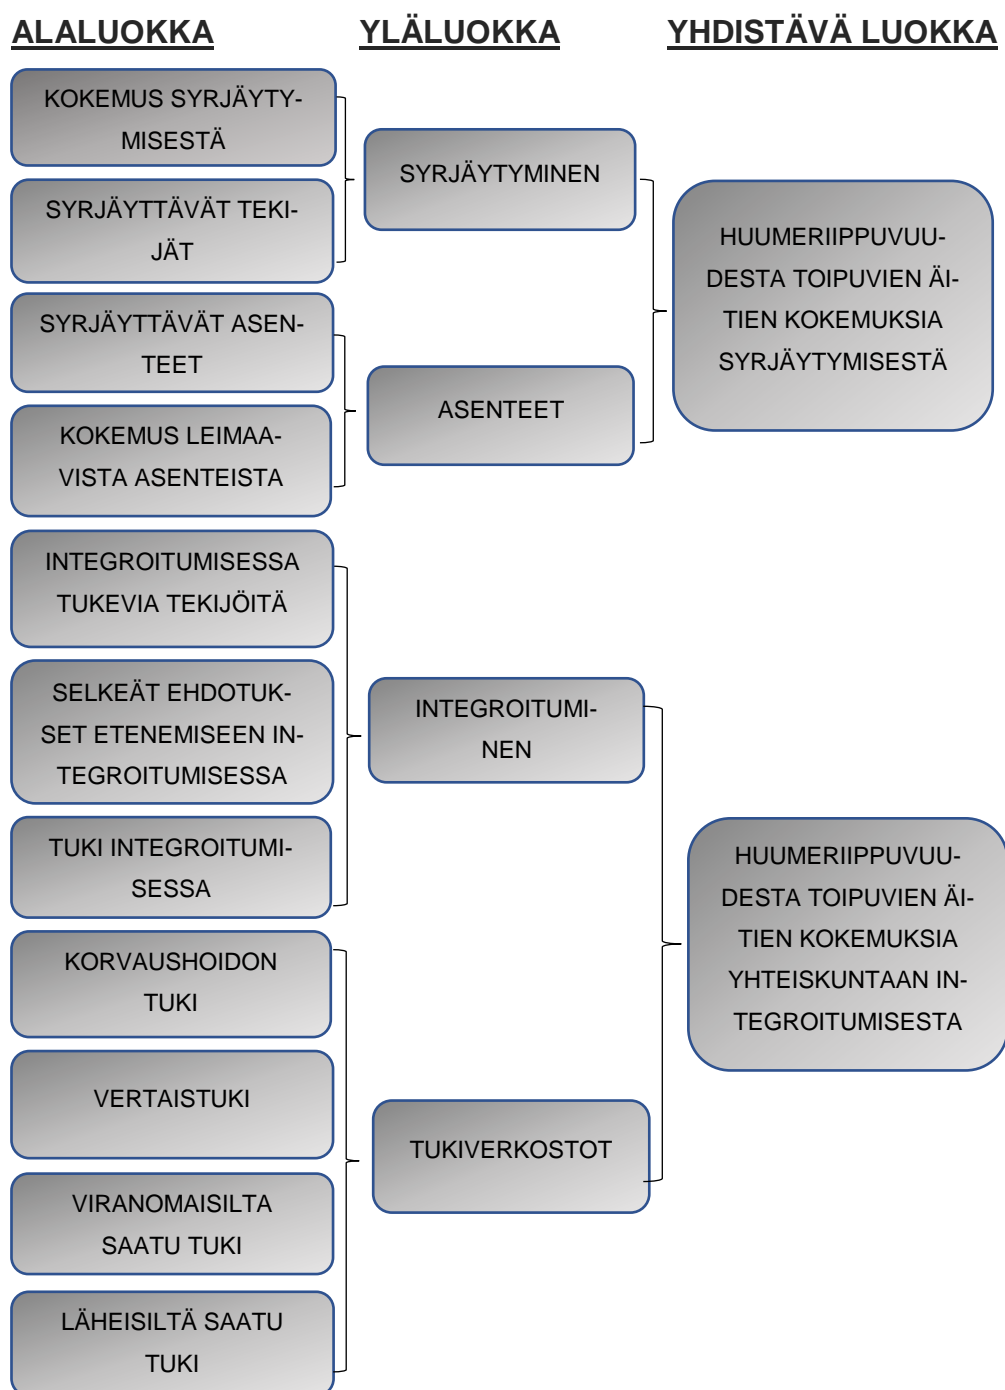 ALALUOKKA
YLÄLUOKKA
YHDISTÄVÄ LUOKKA
KOKEMUS SYRJÄYTY-
MISESTÄ
SYRJÄYTTÄVÄT TEKI-
JÄT
SYRJÄYTTÄVÄT ASEN-
TEET
KOKEMUS LEIMAA-
VISTA ASENTEISTA
INTEGROITUMISESSA
TUKEVIA TEKIJÖITÄ
SELKEÄT EHDOTUK-
SET ETENEMISEEN IN-
TEGROITUMISESSA
TUKI INTEGROITUMI-
SESSA
KORVAUSHOIDON
TUKI
VERTAISTUKI
VIRANOMAISILTA
SAATU TUKI
LÄHEISILTÄ SAATU
TUKI
SYRJÄYTYMINEN
ASENTEET
INTEGROITUMI-
NEN
TUKIVERKOSTOT
HUUMERIIPPUVUU-
DESTA TOIPUVIEN ÄI-
TIEN KOKEMUKSIA
SYRJÄYTYMISESTÄ
HUUMERIIPPUVUU-
DESTA TOIPUVIEN ÄI-
TIEN KOKEMUKSIA
YHTEISKUNTAAN IN-
TEGROITUMISESTA